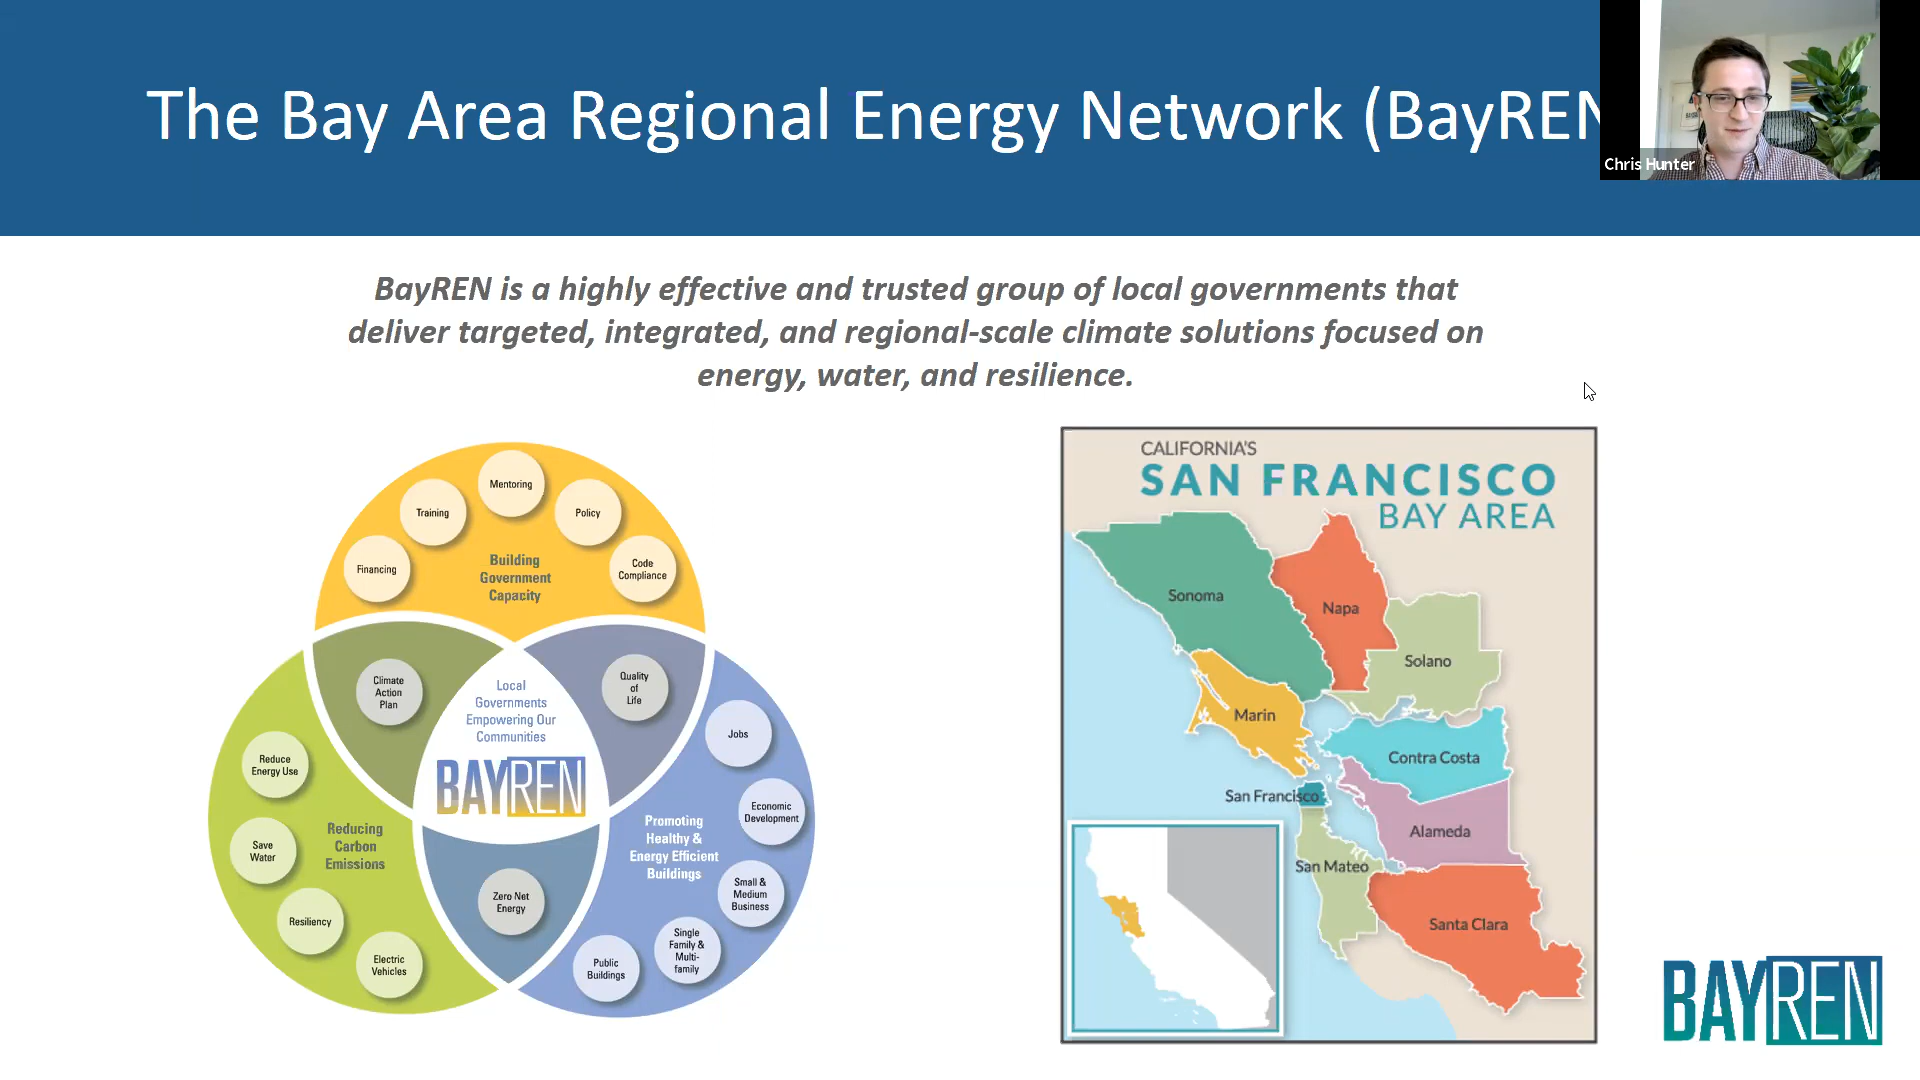 The Bay Area Regional Energy Network (BayREN
Chris Hunter
BayREN is a highly effective and trusted group of local governments that
deliver targeted, integrated, and regional-scale climate solutions focused on
energy, water, and resilience.
Mentoring
Training
Policy
Financing
Code
Compliance
Building
Government
Capacity
Climate
Action
Plan
Quality
of
Life
Local
Governments
Empowering Our
Communities
BAYREN
Jobs
Reduce
Energy Use
Economic
Development
Save
Water
Reducing
Carbon
Emissions
Promoting
Healthy &
Energy Efficient
Buildings
Small &
Medium
Business
Zero Net
Energy
Resiliency
Electric
Vehicles
Public
Buildings
Single
Family &
Multi-
family
CALIFORNIA'S
SAN FRANCISCO
BAY AREA
Sonoma
Napa
Solano
Marin
Contra Costa
San Francisco
Alameda
San Mateo
Santa Clara
BAYREN